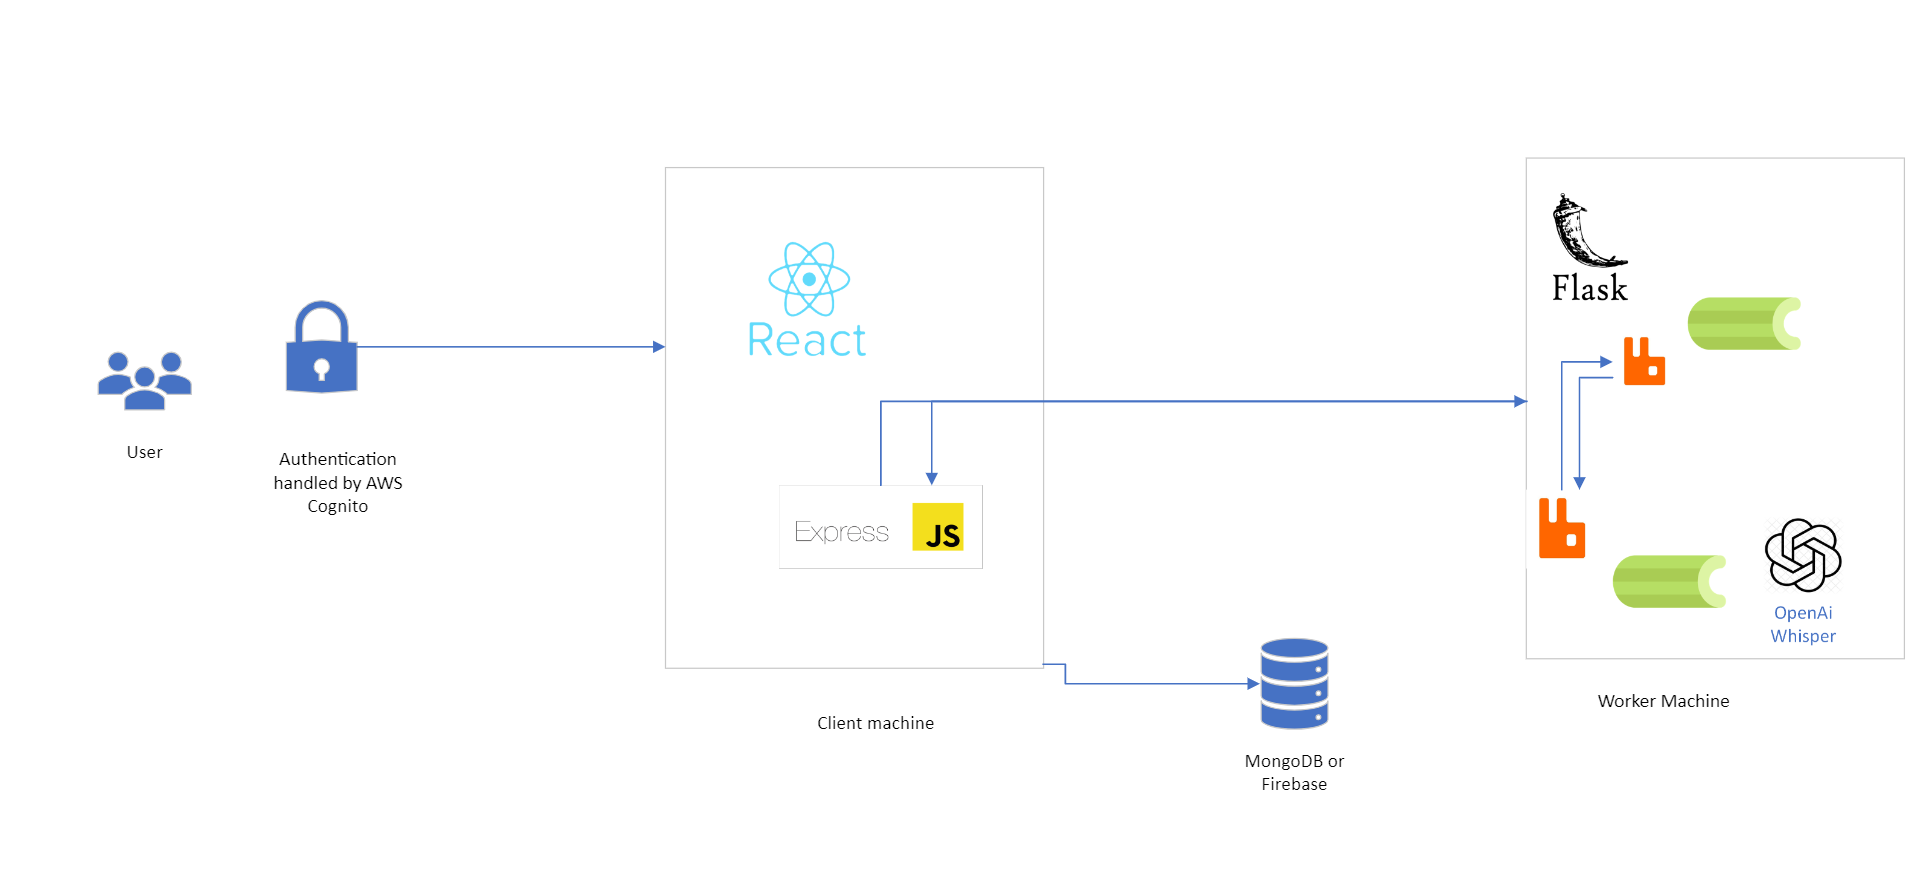 User
Authentication
handled by AWS
Cognito
React
Express
JS
Client machine
MongoDB or
Firebase
Flask
OpenAi
Whisper
Worker Machine